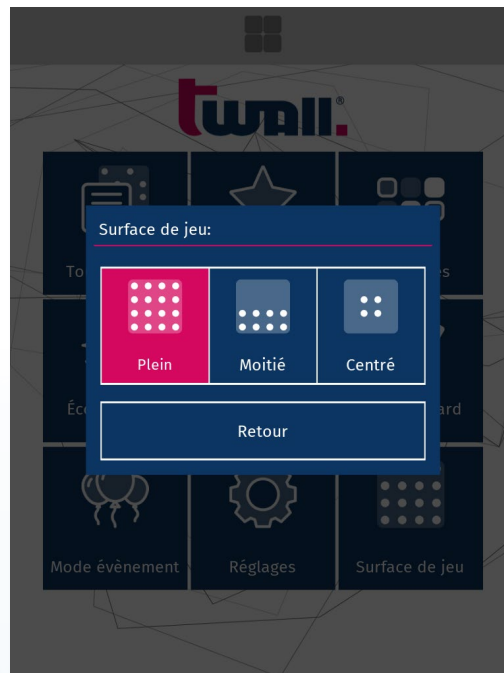 twall®
Surface de jeu:
Plein
Moitié
Centré
Retour
Mode évènement
Réglages
Surface de jeu